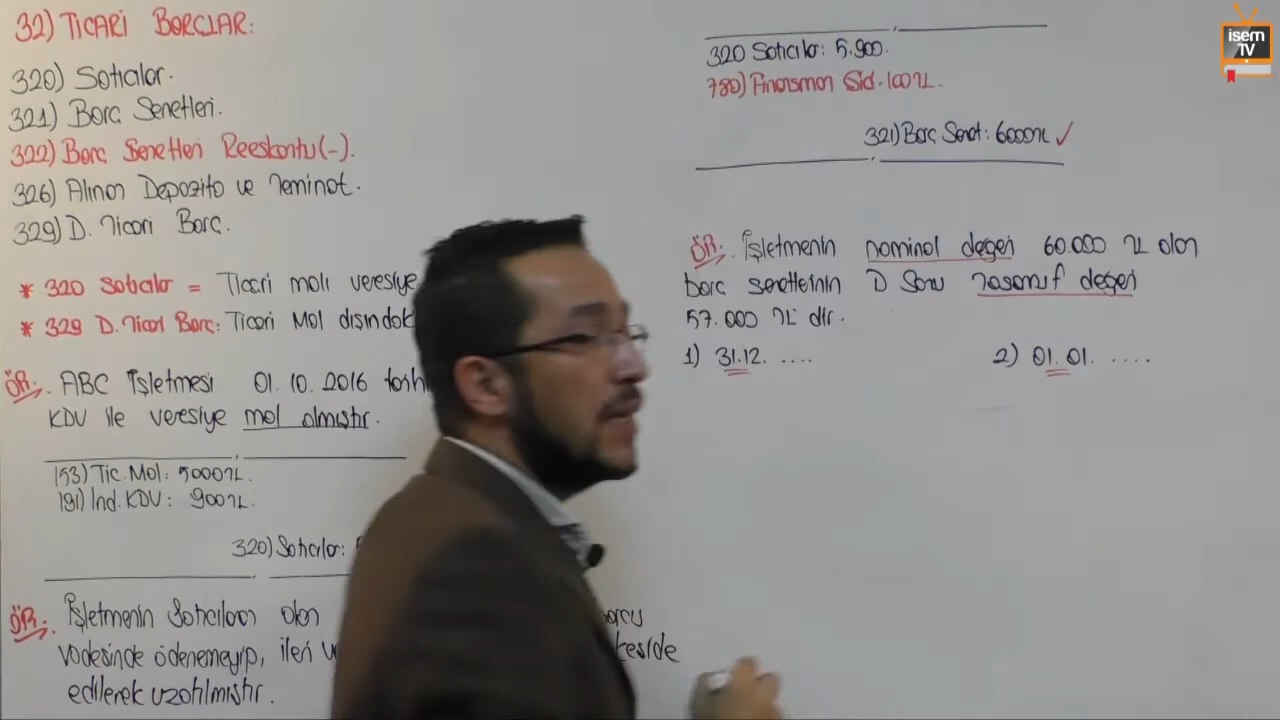 32) TİCARİ BORÇLAR:
320) Satıcılar.
321) Borç Senetleri.
322) Borç Senetleri Reeskontu(-).
326) Alınan Depozito ve Teminat.
329) D. Ticari Borç.
* 320 Satıcılar = Ticari malı veresiye
* 329 D. Ticari Borç: Ticari Mal dışındak
ÖR. ABC İşletmesi 01.10.2016
KDV ile veresiye mal almıştır.
153) Tic. Mal: 5000TL.
191) İnd. KDV: 900TL.
320) Satıcılar:
ÖR. İşletmenin Satıcılara olan
vadesinde ödenemeyip, ileri keside
edilerek uzatılmıştır.
320 Satıcılar: 5.900.
780) Finansman Gid. 100TL.
321) Borç Senet: 6000TL ✓
ÖR. İşletmenin nominal değeri 60.000 TL olan
borç senetlerinin D Sonu Tasarruf değeri
57.000 TL dir.
1) 31.12. .... 2) 01.01. ....
isem
TV